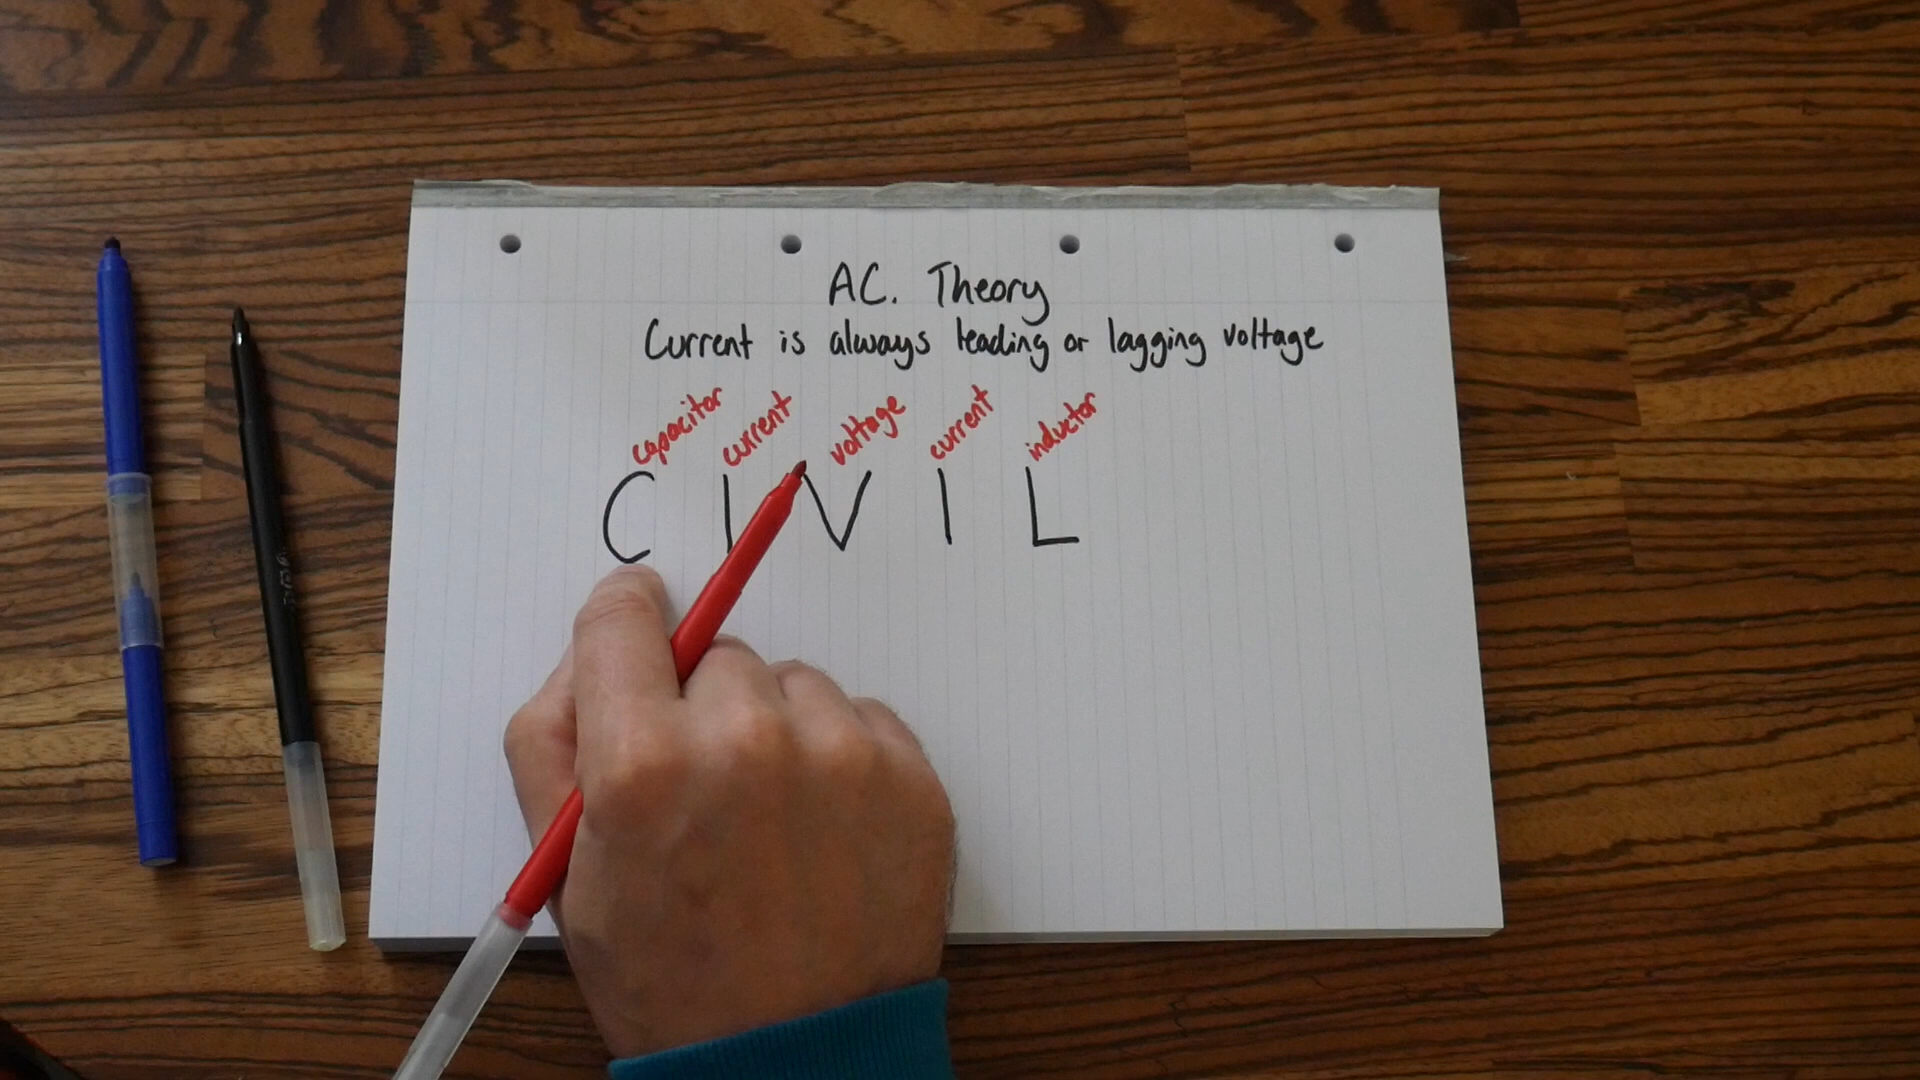 AC. Theory
Current is always leading or lagging voltage
capacitor current voltage current inductor
C I V I L